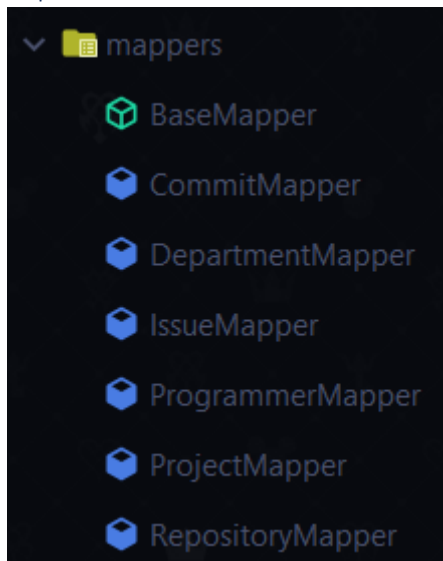 mappers
BaseMapper
CommitMapper
DepartmentMapper
IssueMapper
ProgrammerMapper
ProjectMapper
RepositoryMapper